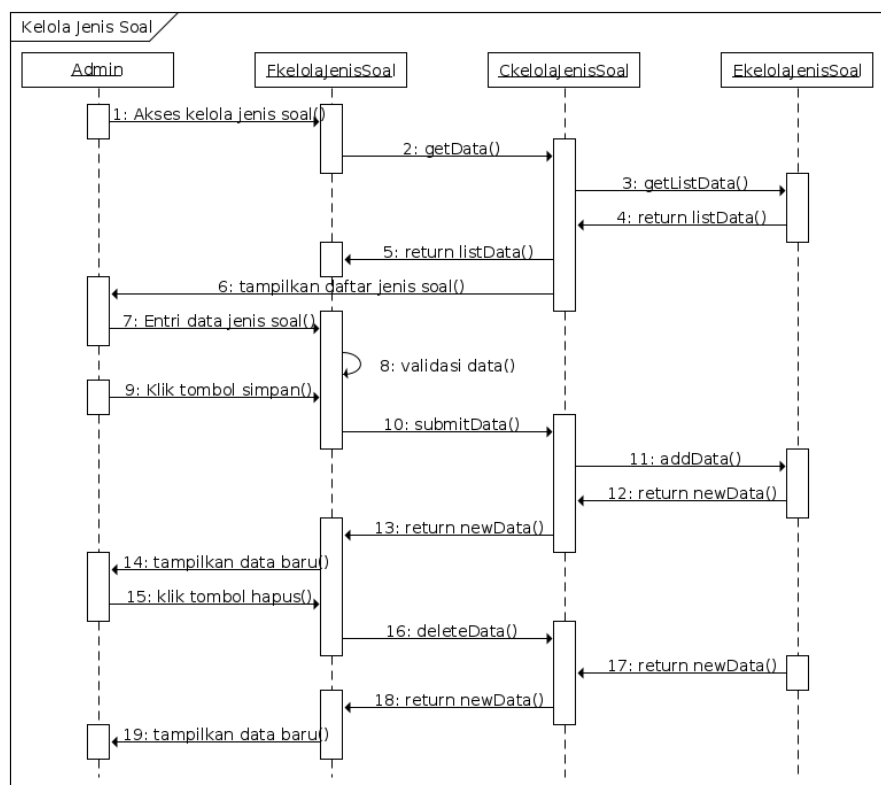 Kelola Jenis Soal
Admin
FkelolaJenisSoal
CkelolaJenisSoal
EkelolaJenisSoal
1: Akses kelola jenis soal()
2: getData()
3: getListData()
4: return listData()
5: return listData()
6: tampilkan daftar jenis soal()
7: Entri data jenis soal()
8: validasi data()
9: Klik tombol simpan()
10: submitData()
11: addData()
12: return newData()
13: return newData()
14: tampilkan data baru()
15: klik tombol hapus()
16: deleteData()
17: return newData()
18: return newData()
19: tampilkan data baru()